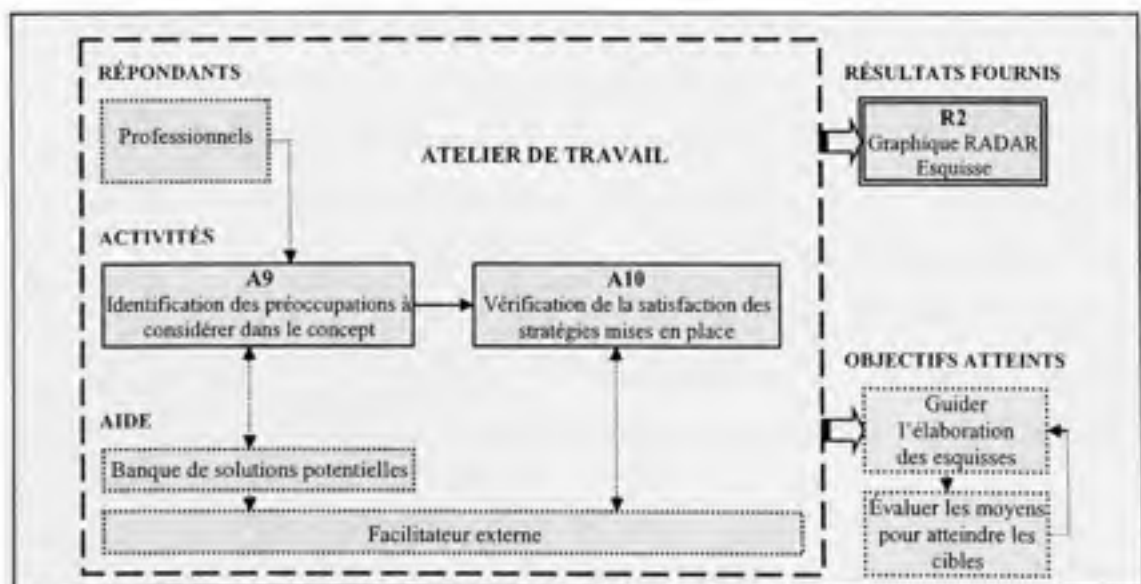 RÉPONDANTS
Professionnels
ATELIER DE TRAVAIL
ACTIVITÉS
A9
Identification des préoccupations à
considérer dans le concept
A10
Vérification de la satisfaction des
stratégies mises en place
AIDE
Banque de solutions potentielles
Facilitateur externe
RÉSULTATS FOURNIS
R2
Graphique RADAR
Esquisse
OBJECTIFS ATTEINTS
Guider
l'élaboration
des esquisses
Évaluer les moyens
pour atteindre les
cibles